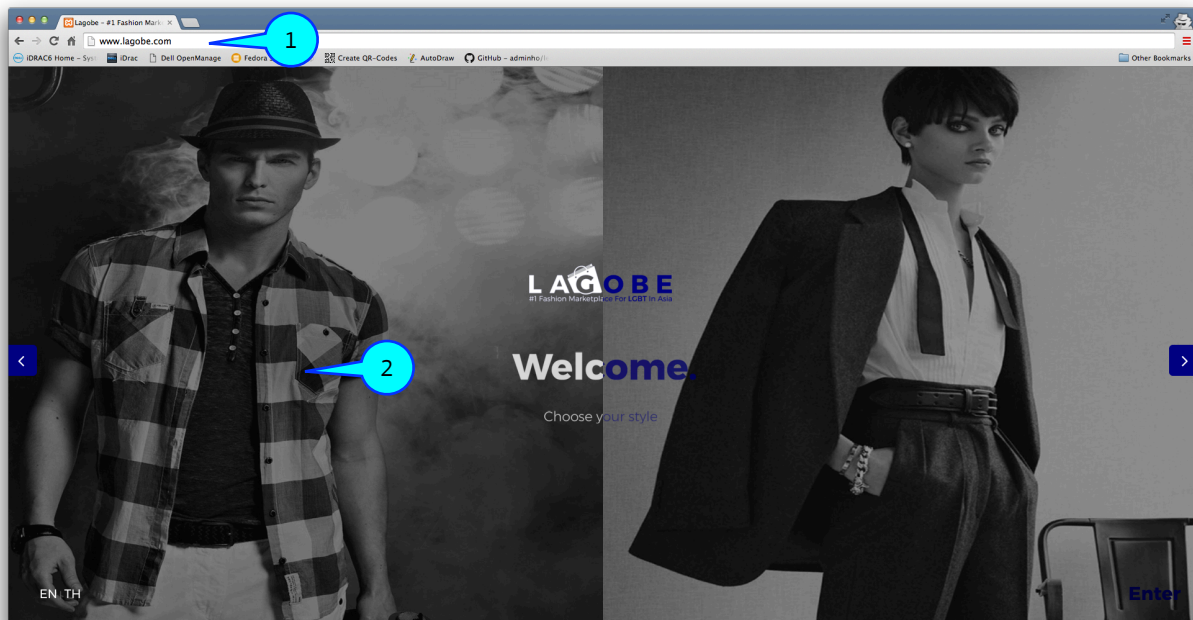 Lagobe - #1 Fashion Mark
www.lagobe.com
1
iDRAC6 Home - Sys iDrac Dell OpenManage Fedora Create QR-Codes AutoDraw GitHub - adminho/ Other Bookmarks
LAGOBE
#1 Fashion Marketplace For LGBT In Asia
Welcome.
2
Choose your style
EN TH
Enter